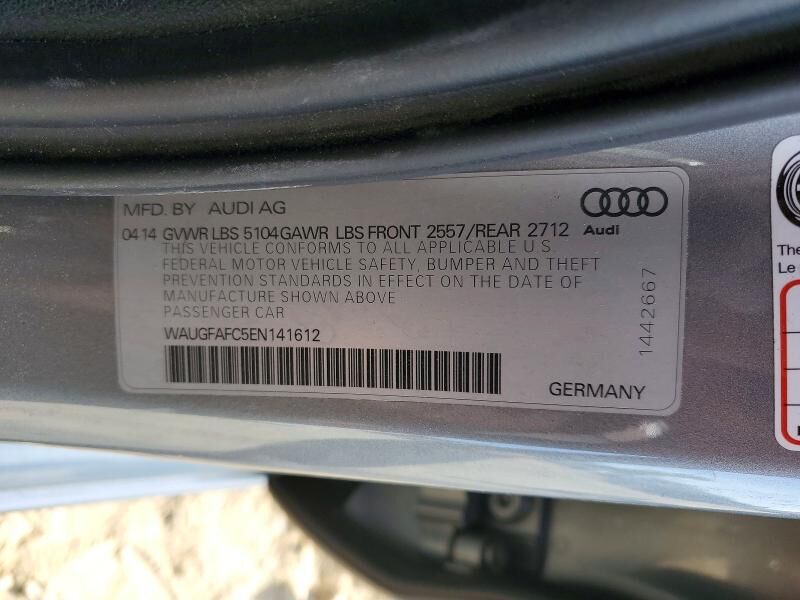 MFD. BY AUDI AG
04 14 GVWR LBS 5104 GAWR LBS FRONT 2557/REAR 2712
Audi
THIS VEHICLE CONFORMS TO ALL APPLICABLE U.S.
FEDERAL MOTOR VEHICLE SAFETY, BUMPER AND THEFT
PREVENTION STANDARDS IN EFFECT ON THE DATE OF
MANUFACTURE SHOWN ABOVE
PASSENGER CAR
WAUGFAFC5EN141612
GERMANY
1442667
The
Le